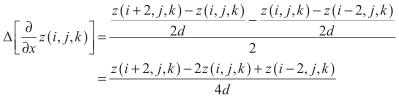 Δ[∂/∂x z(i,j,k)] = ((z(i+2,j,k)−z(i,j,k))/2d − (z(i,j,k)−z(i−2,j,k))/2d)/2
= (z(i+2,j,k)−2z(i,j,k)+z(i−2,j,k))/4d